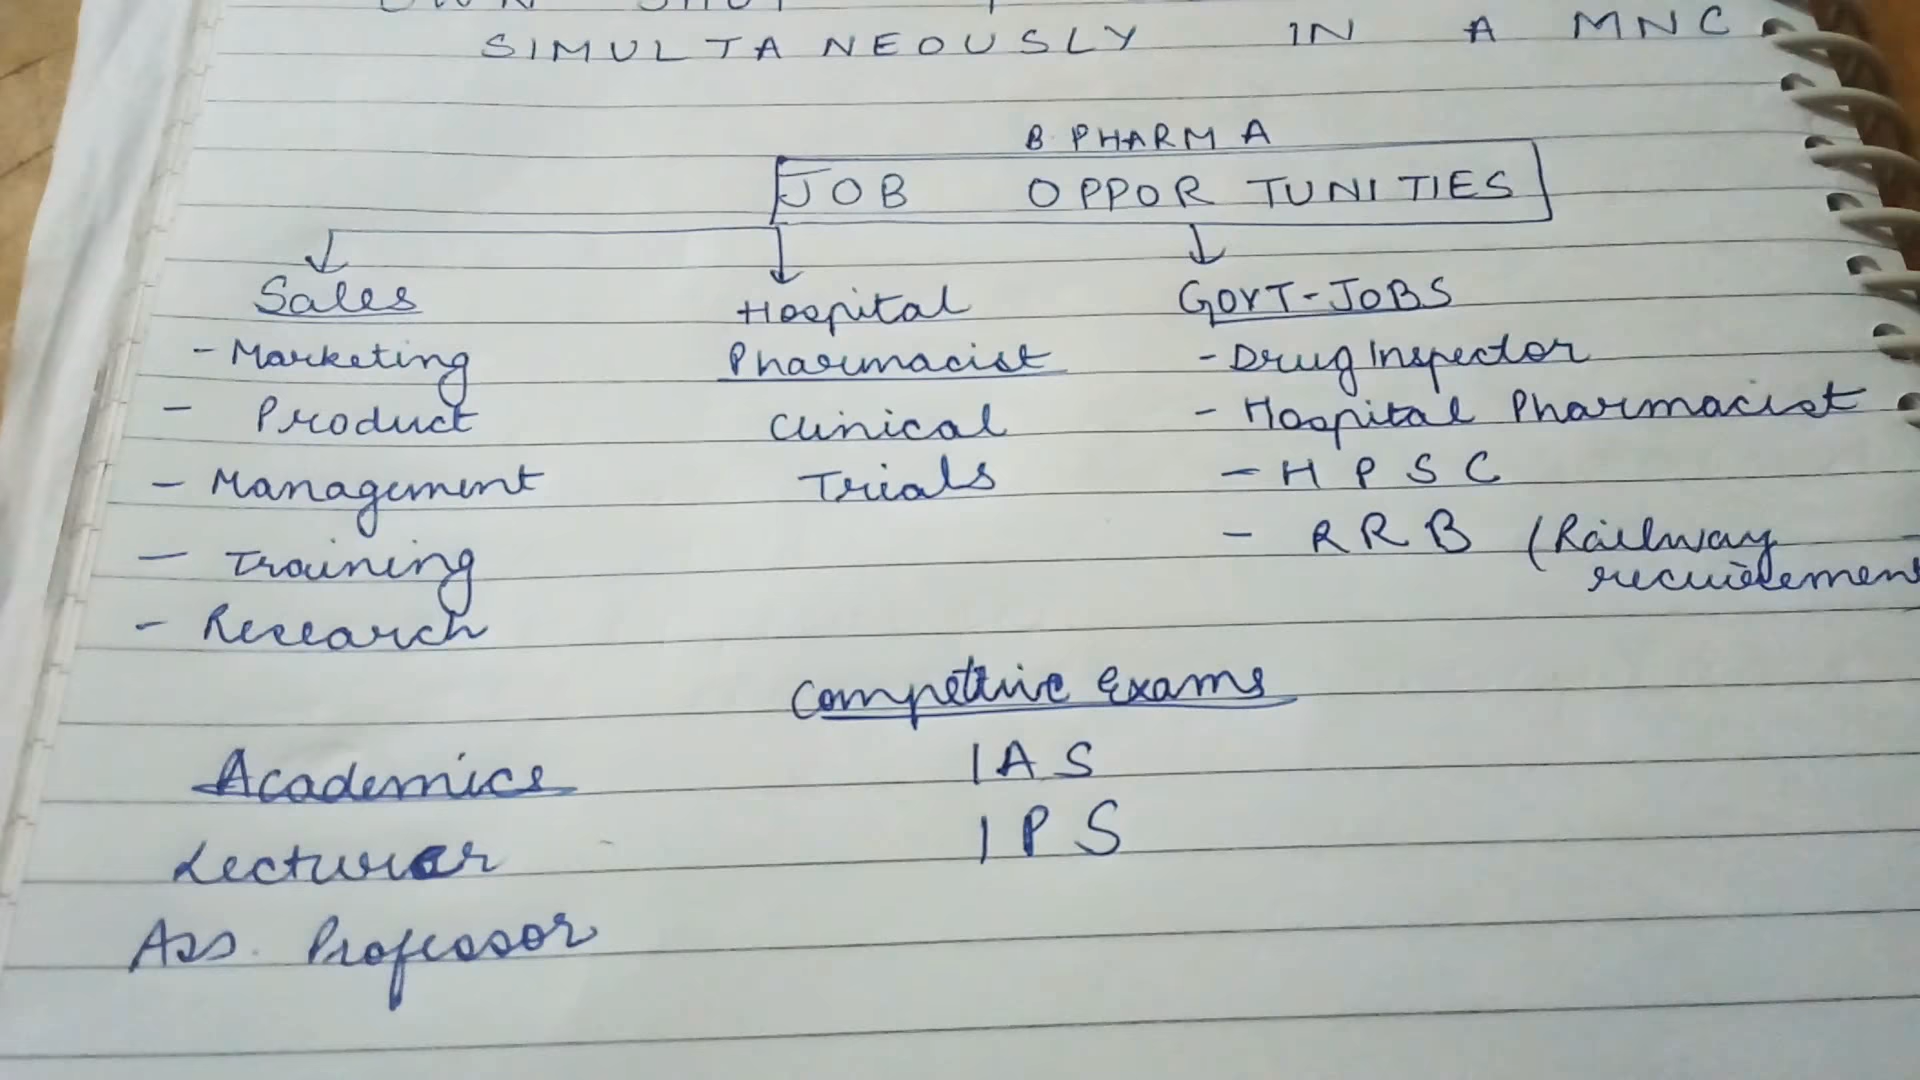 SIMULTANEOUSLY IN A MNC
B. PHARMA
JOB OPPORTUNITIES
Sales
- Marketing
- Product
- Management
- Training
- Research
Hospital
Pharmacist
Clinical
Trials
GOVT-JOBS
- Drug Inspector
- Hospital Pharmacist
- HPSC
- RRB (Railway
recruitement
Competitive Exams
IAS
IPS
Academics
Lecturer
Ass. Professor